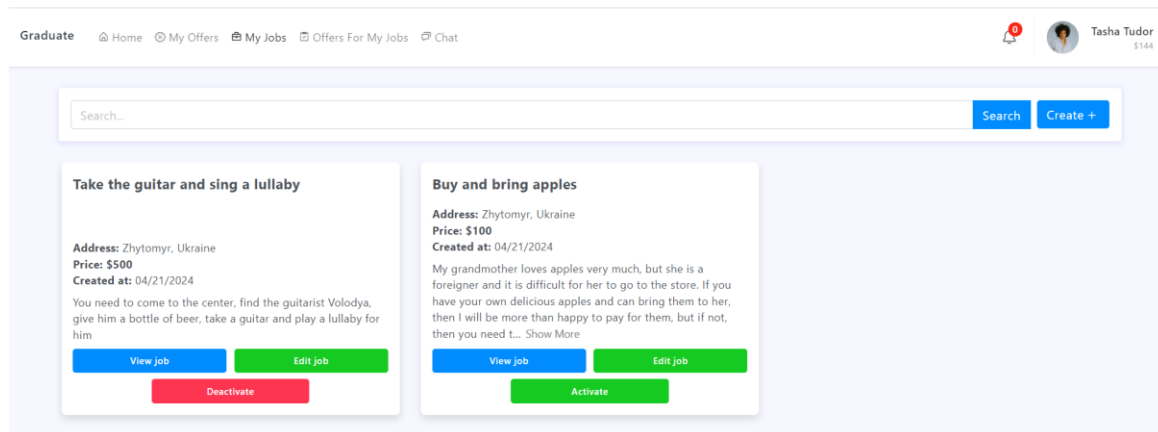 Graduate Home My Offers My Jobs Offers For My Jobs Chat 0 Tasha Tudor
$144
Search... Search Create +
Take the guitar and sing a lullaby
Address: Zhytomyr, Ukraine
Price: $500
Created at: 04/21/2024
You need to come to the center, find the guitarist Volodya,
give him a bottle of beer, take a guitar and play a lullaby for
him
View job Edit job
Deactivate
Buy and bring apples
Address: Zhytomyr, Ukraine
Price: $100
Created at: 04/21/2024
My grandmother loves apples very much, but she is a
foreigner and it is difficult for her to go to the store. If you
have your own delicious apples and can bring them to her,
then I will be more than happy to pay for them, but if not,
then you need t... Show More
View job Edit job
Activate